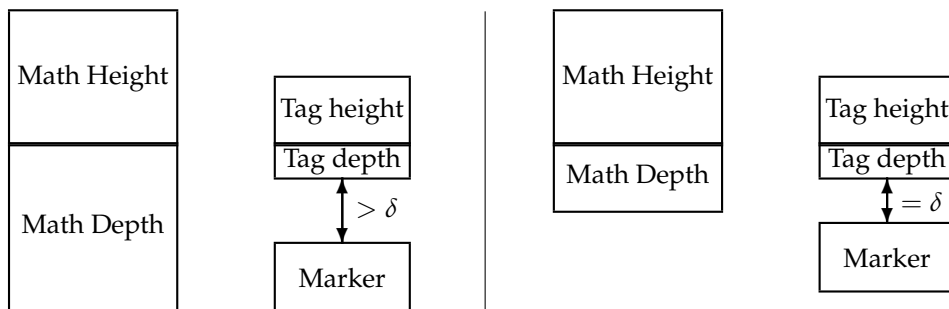 Math Height
Tag height
Tag depth
> δ
Math Depth
Marker
Math Height
Tag height
Tag depth
Math Depth
= δ
Marker